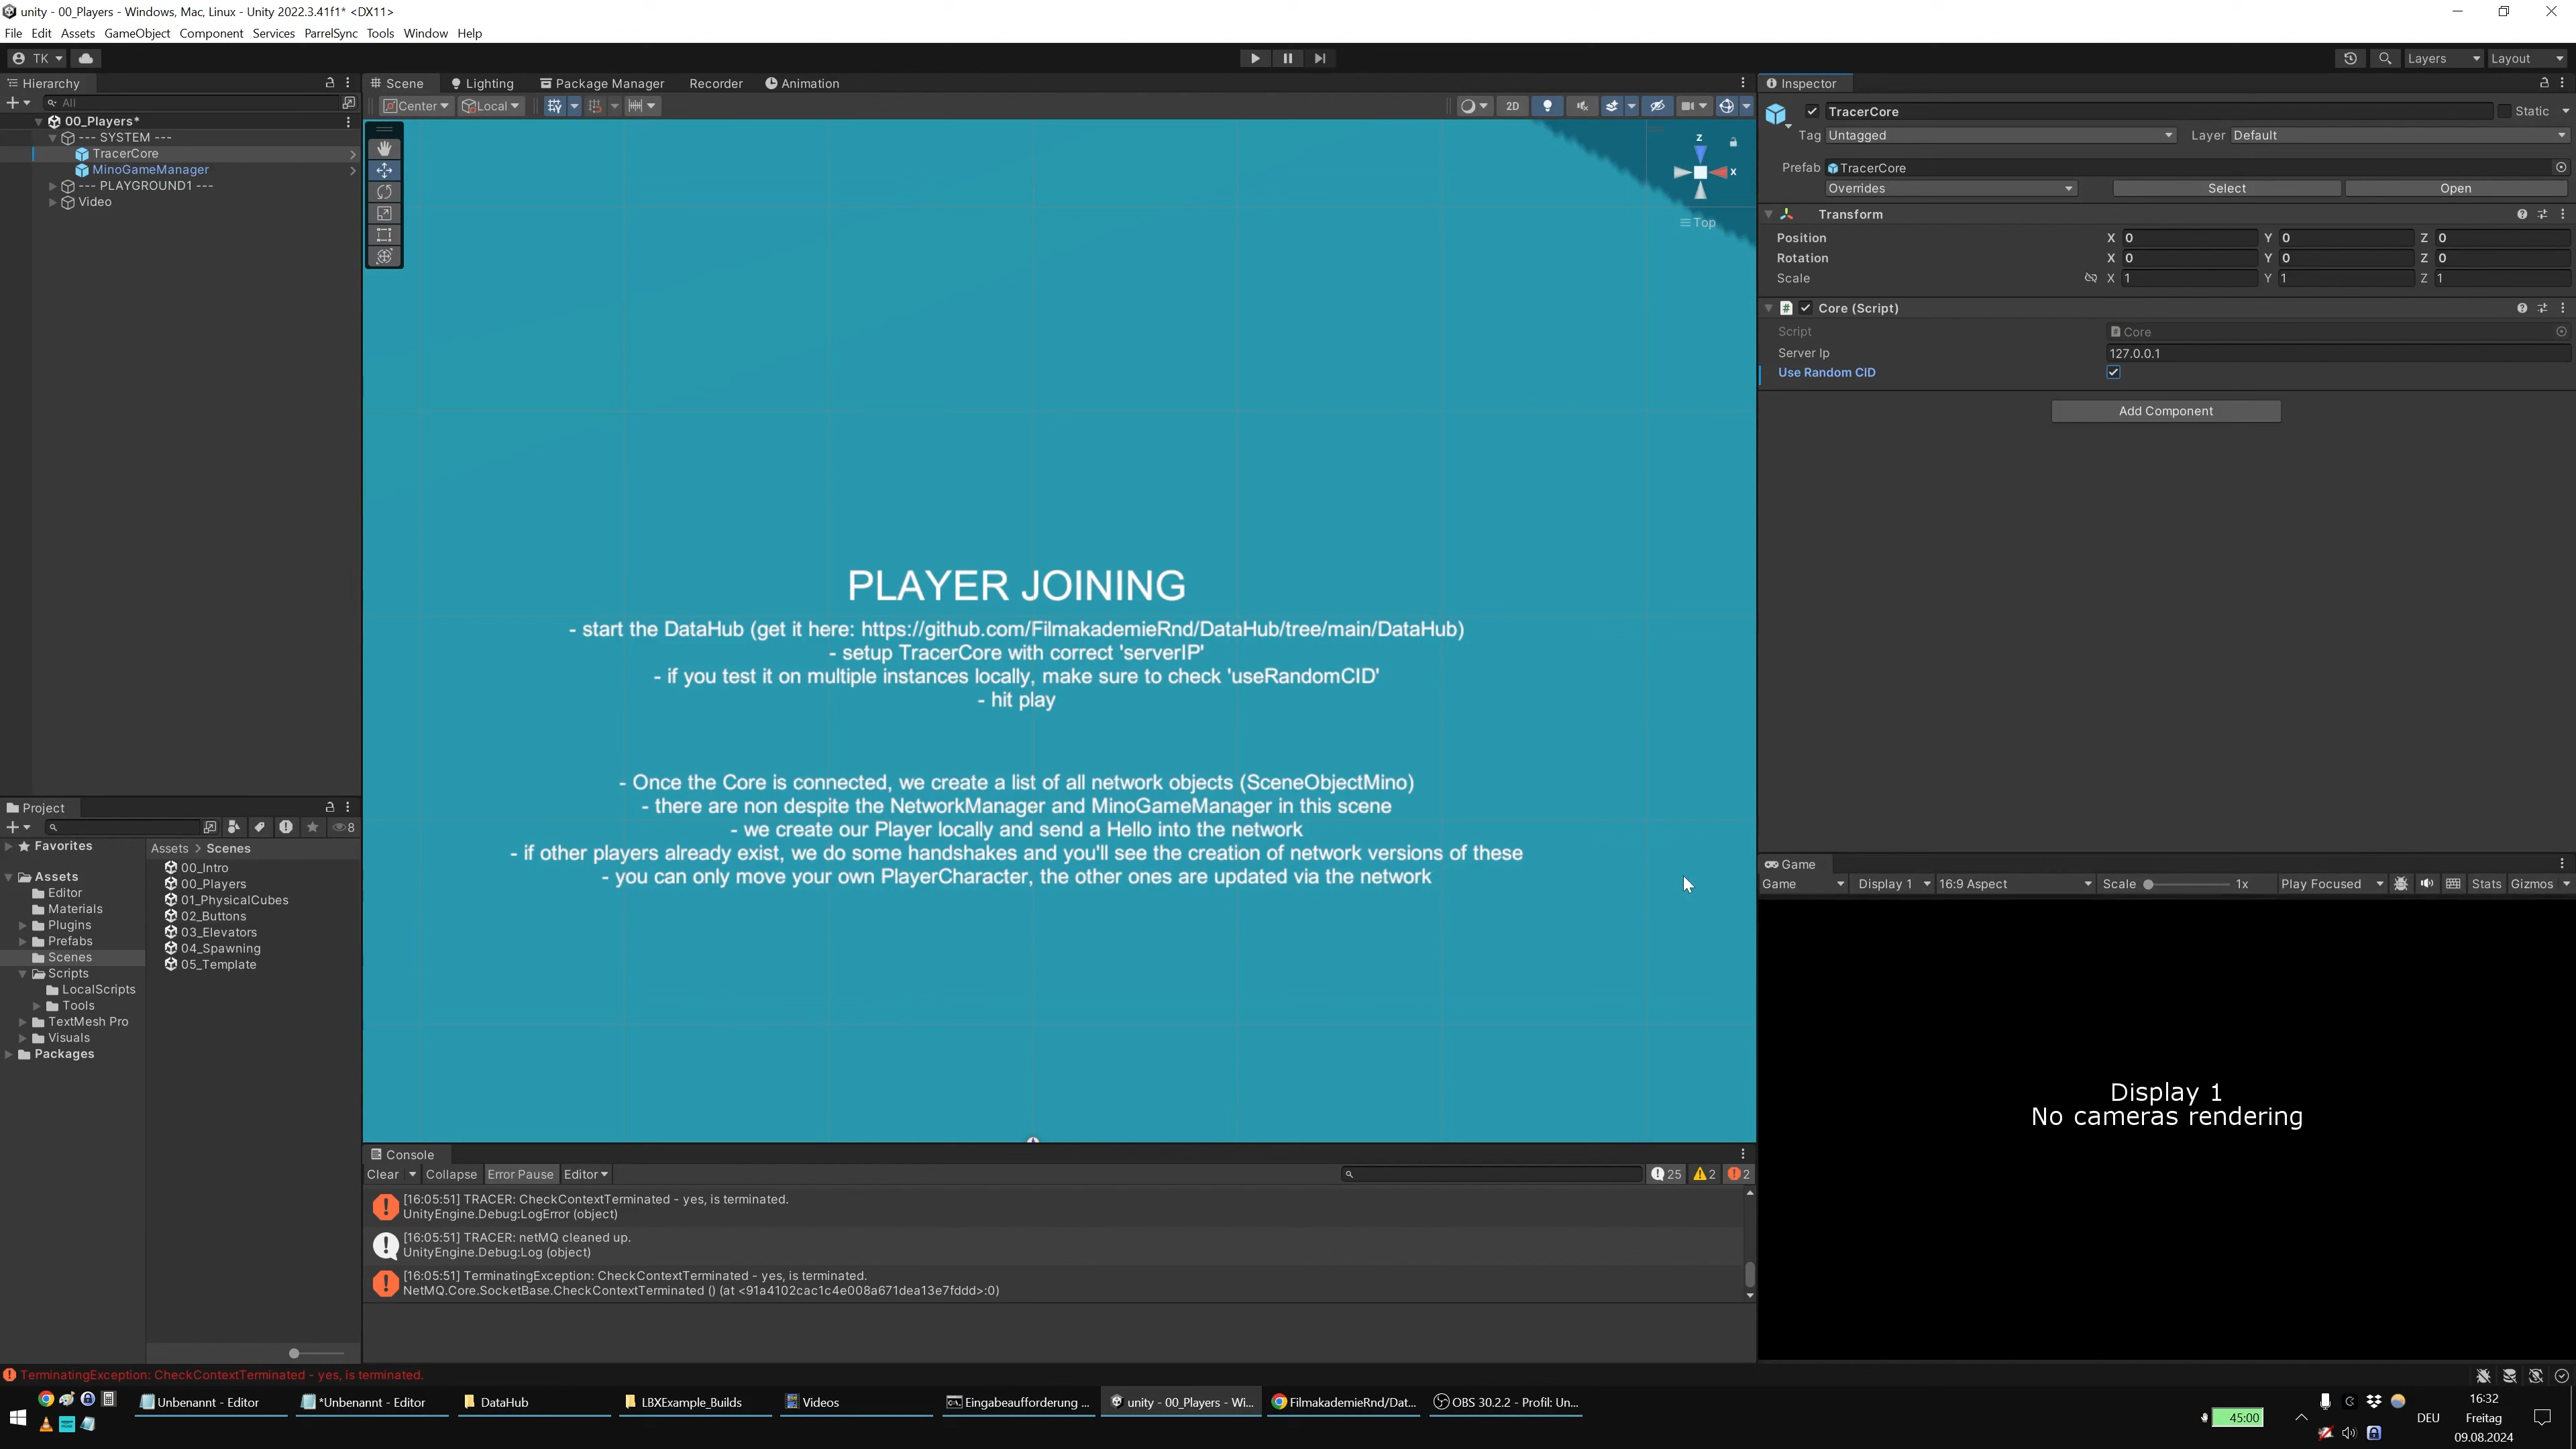 unity - 00_Players - Windows, Mac, Linux - Unity 2022.3.41f1* <DX11>
File Edit Assets GameObject Component Services ParrelSync Tools Window Help
TK
Layers Layout
Hierarchy
All
00_Players*
--- SYSTEM ---
TracerCore
MinoGameManager
--- PLAYGROUND1 ---
Video
Scene Lighting Package Manager Recorder Animation
Center Local 2D
z
x
Top
PLAYER JOINING
- start the DataHub (get it here: https://github.com/FilmakademieRnd/DataHub/tree/main/DataHub)
- setup TracerCore with correct 'serverIP'
- if you test it on multiple instances locally, make sure to check 'useRandomCID'
- hit play
- Once the Core is connected, we create a list of all network objects (SceneObjectMino)
- there are non despite the NetworkManager and MinoGameManager in this scene
- we create our Player locally and send a Hello into the network
- if other players already exist, we do some handshakes and you'll see the creation of network versions of these
- you can only move your own PlayerCharacter, the other ones are updated via the network
Inspector
TracerCore Static
Tag Untagged Layer Default
Prefab TracerCore
Overrides Select Open
Transform
Position X 0 Y 0 Z 0
Rotation X 0 Y 0 Z 0
Scale X 1 Y 1 Z 1
Core (Script)
Script Core
Server Ip 127.0.0.1
Use Random CID
Add Component
Project
8
Favorites
Assets
Editor
Materials
Plugins
Prefabs
Scenes
Scripts
LocalScripts
Tools
TextMesh Pro
Visuals
Packages
Assets > Scenes
00_Intro
00_Players
01_PhysicalCubes
02_Buttons
03_Elevators
04_Spawning
05_Template
Game
Game Display 1 16:9 Aspect Scale 1x Play Focused Stats Gizmos
Display 1
No cameras rendering
Console
Clear Collapse Error Pause Editor 25 2 2
[16:05:51] TRACER: CheckContextTerminated - yes, is terminated.
UnityEngine.Debug:LogError (object)
[16:05:51] TRACER: netMQ cleaned up.
UnityEngine.Debug:Log (object)
[16:05:51] TerminatingException: CheckContextTerminated - yes, is terminated.
NetMQ.Core.SocketBase.CheckContextTerminated () (at <91a4102cac1c4e008a671dea13e7fddd>:0)
TerminatingException: CheckContextTerminated - yes, is terminated.
Unbenannt - Editor *Unbenannt - Editor DataHub LBXExample_Builds Videos Eingabeaufforderung ... unity - 00_Players - Wi... FilmakademieRnd/Dat... OBS 30.2.2 - Profil: Un...
45:00
DEU
16:32
Freitag
09.08.2024